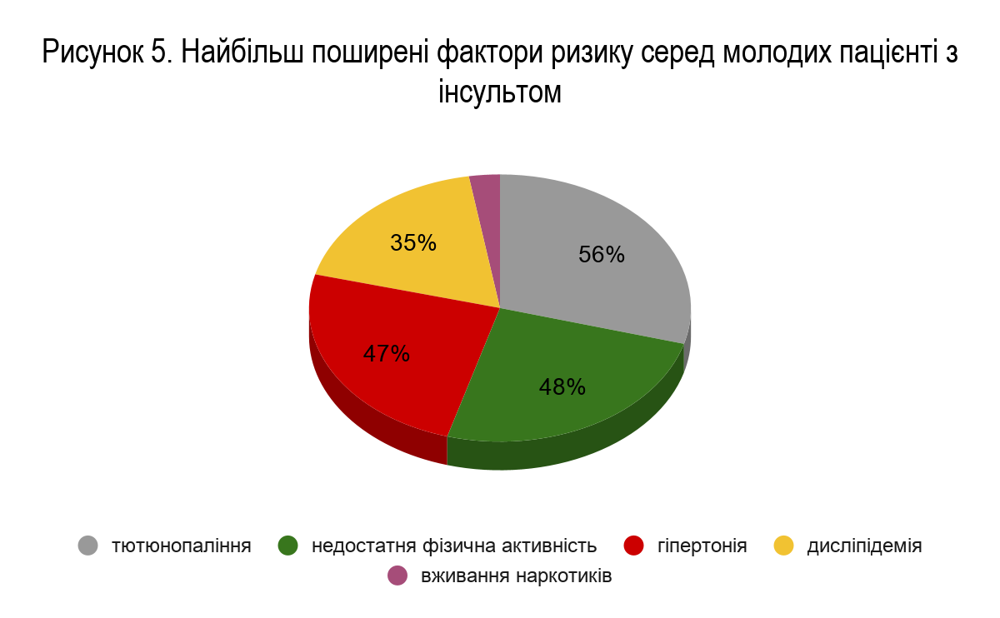 Рисунок 5. Найбільш поширені фактори ризику серед молодих пацієнті з
інсультом
35%
56%
47%
48%
тютюнопаління недостатня фізична активність гіпертонія дисліпідемія
вживання наркотиків